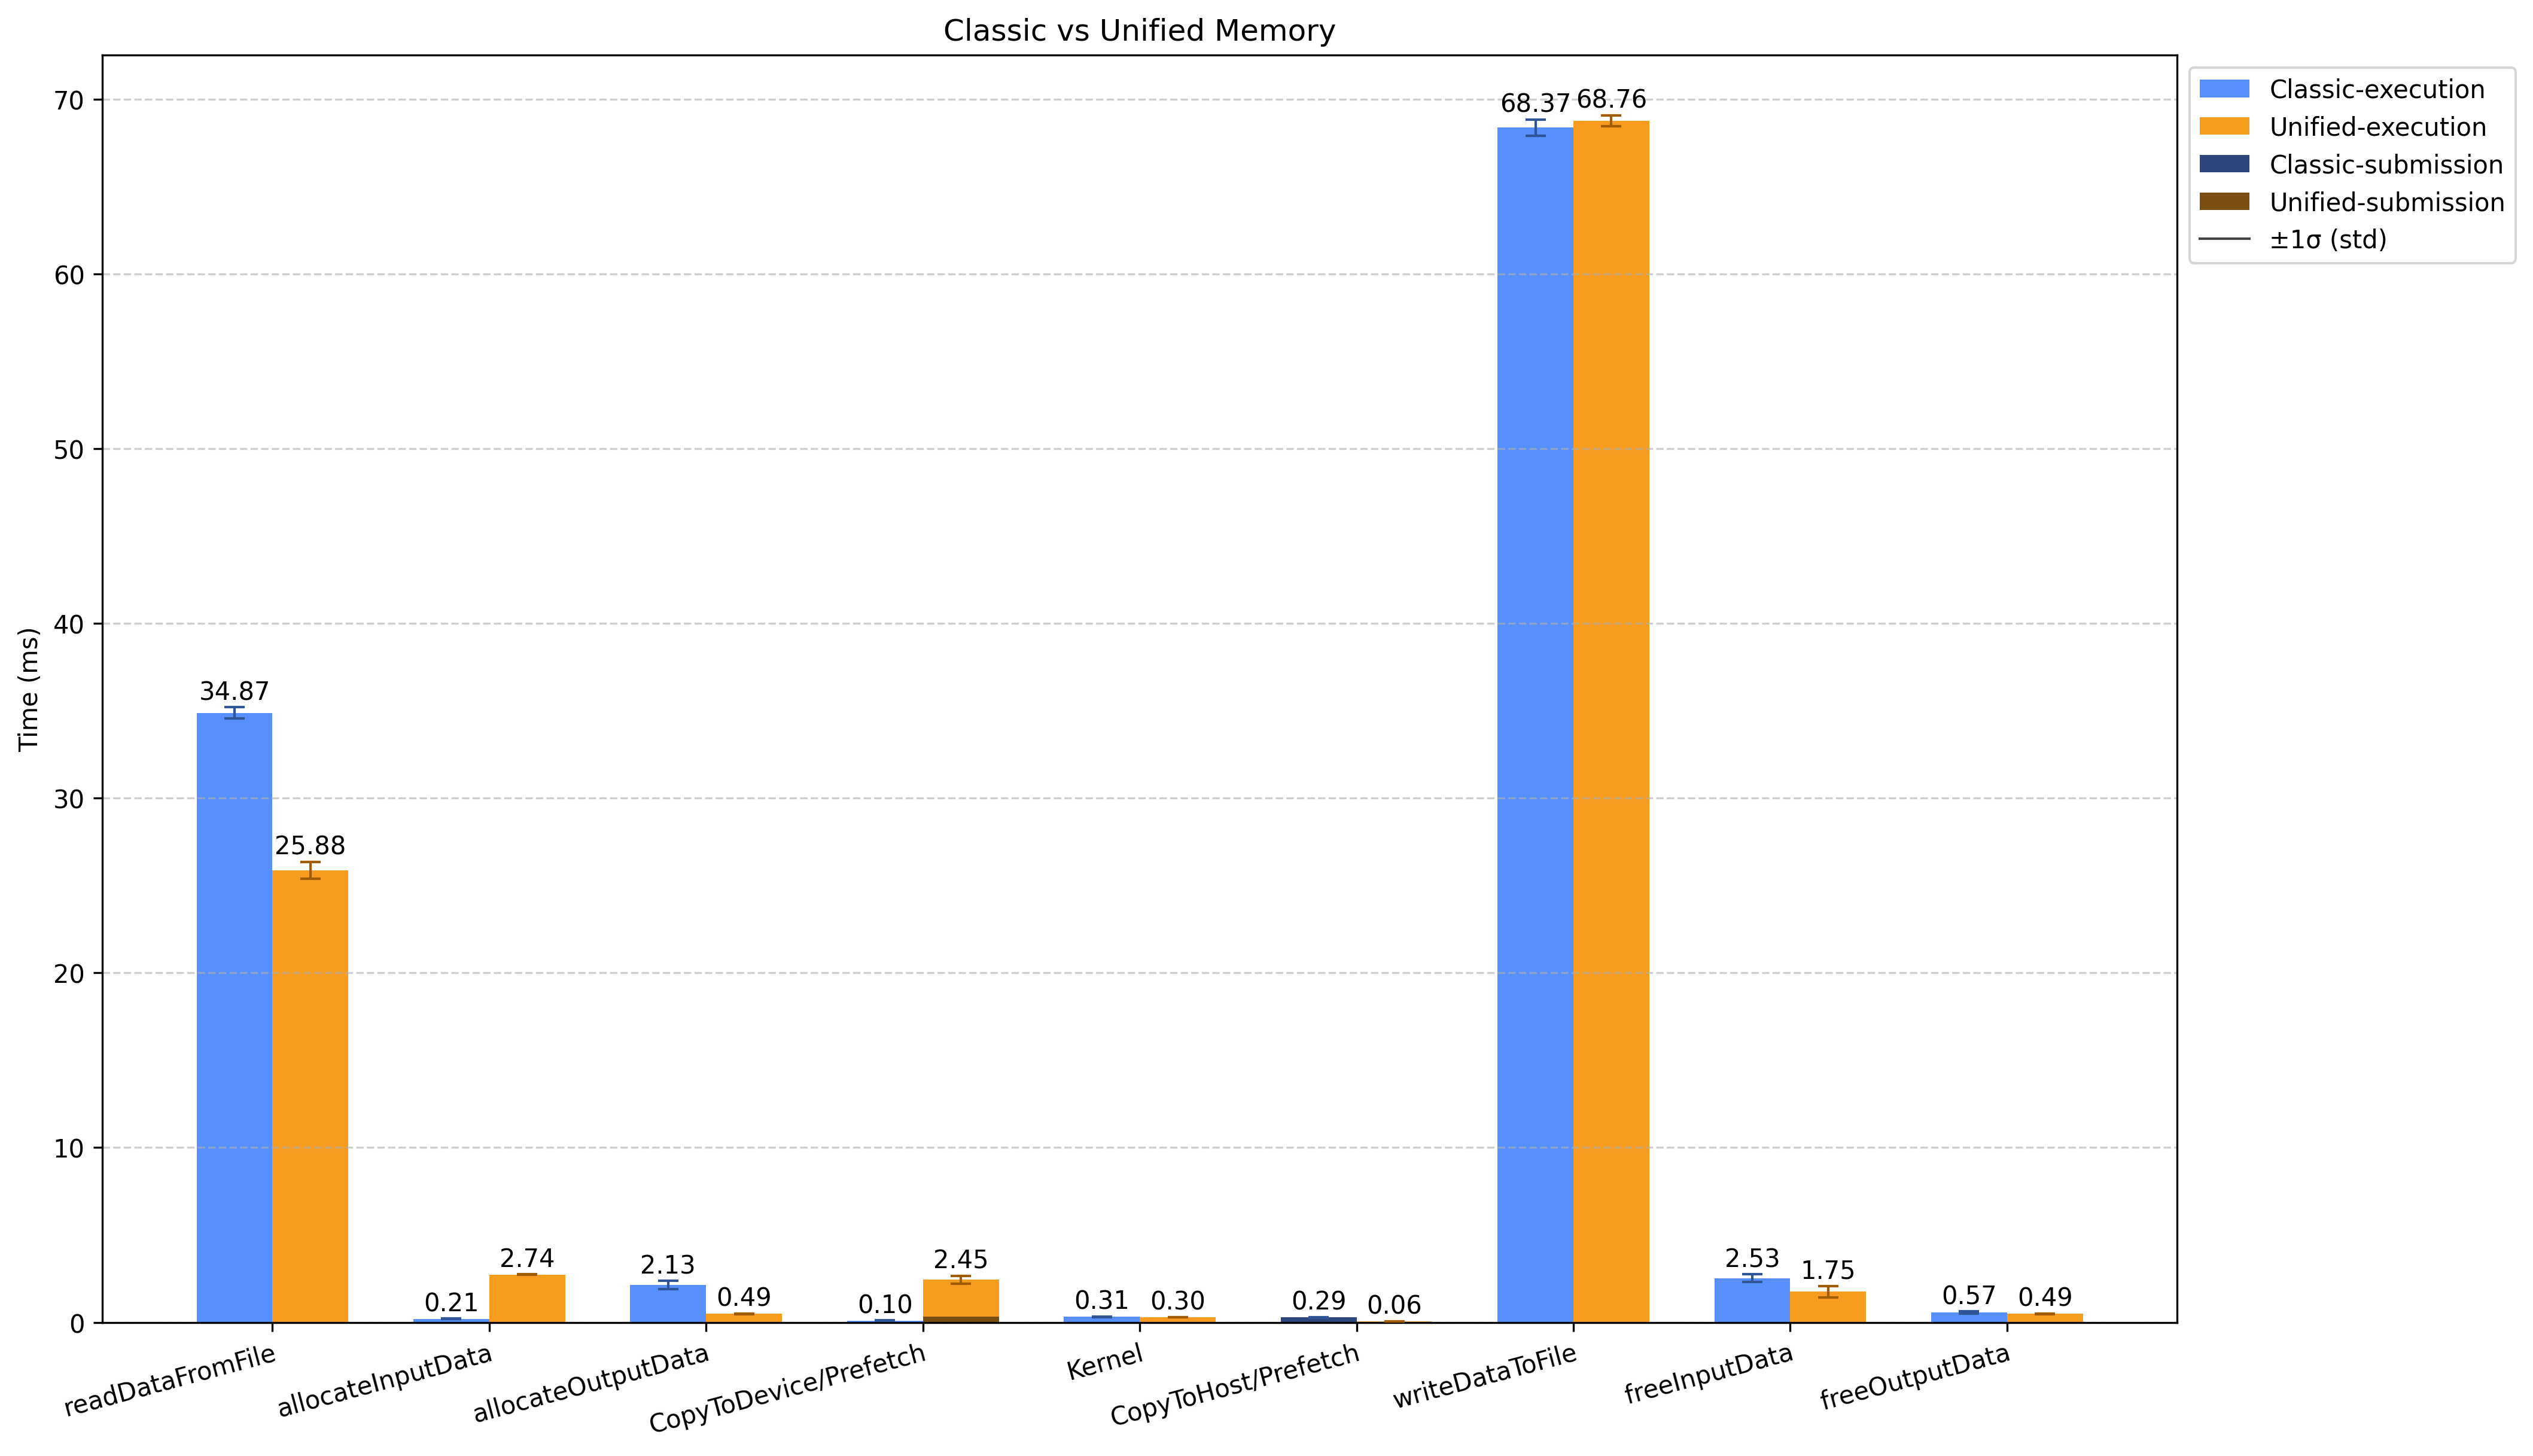 Classic vs Unified Memory
Classic-execution
Unified-execution
Classic-submission
Unified-submission
±1σ (std)
Time (ms)
70
60
50
40
30
20
10
0
34.87
25.88
0.21
2.74
2.13
0.49
0.10
2.45
0.31
0.30
0.29
0.06
68.37
68.76
2.53
1.75
0.57
0.49
readDataFromFile
allocateInputData
allocateOutputData
CopyToDevice/Prefetch
Kernel
CopyToHost/Prefetch
writeDataToFile
freeInputData
freeOutputData